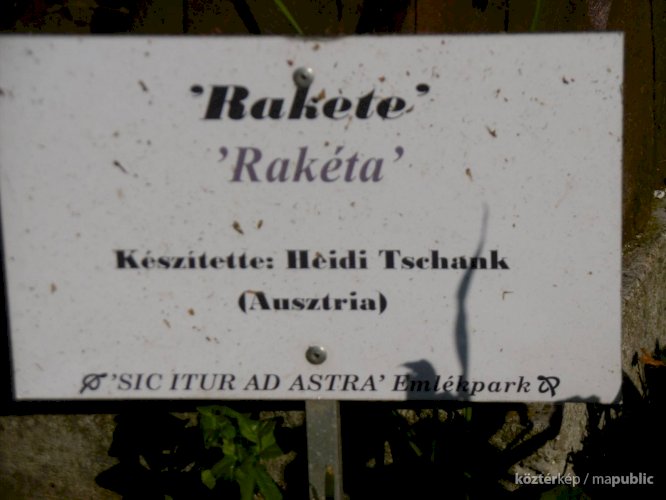 'Rakete'
'Rakéta'
Készítette: Heidi Tschank
(Ausztria)
'SIC ITUR AD ASTRA' Emlékpark
köztérkép / mapublic